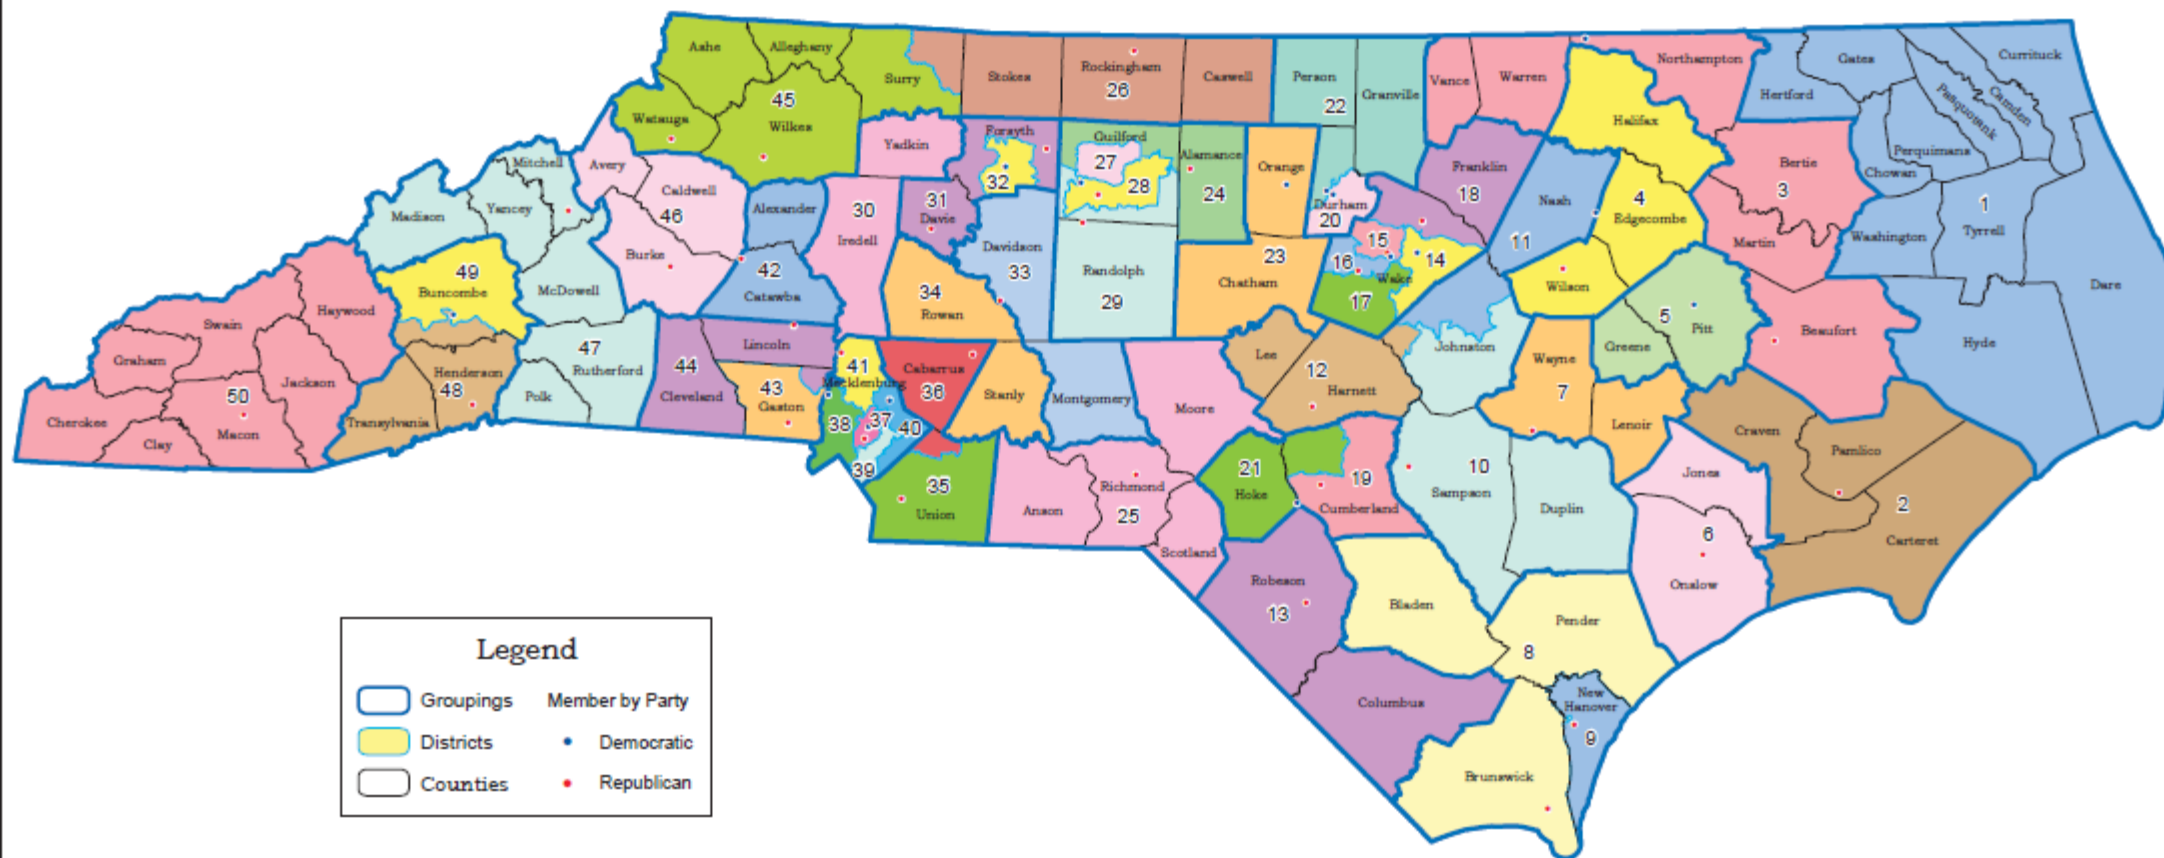 Ashe
Alleghany
Surry
Stokes
Rockingham
26
Caswell
Person
22
Granville
Vance
Warren
Northampton
Hertford
Gates
Currituck
Pasquotank
Camden
Perquimans
Chowan
Watauga
45
Wilkes
Yadkin
Forsyth
32
Guilford
27
28
Alamance
24
Orange
Durham
20
Franklin
18
Halifax
Bertie
3
Martin
Washington
1
Tyrrell
Dare
Mitchell
Avery
Caldwell
46
Burke
Alexander
42
Catawba
30
Iredell
31
Davie
Davidson
33
Randolph
29
23
Chatham
15
16
Wake
14
17
11
Nash
4
Edgecombe
Wilson
5
Pitt
Greene
Beaufort
Hyde
Madison
Yancey
49
Buncombe
McDowell
Haywood
Swain
Graham
Jackson
50
Cherokee
Clay
Macon
Transylvania
Henderson
48
47
Rutherford
Polk
44
Cleveland
Lincoln
43
Gaston
41
Mecklenburg
38
37
40
39
34
Rowan
Cabarrus
36
Stanly
Montgomery
Moore
Lee
12
Harnett
Johnston
Wayne
7
Lenoir
Craven
Pamlico
2
Carteret
Jones
6
Onslow
35
Union
Anson
Richmond
25
Scotland
21
Hoke
19
Cumberland
10
Sampson
Duplin
Robeson
13
Bladen
Pender
8
Columbus
New
Hanover
9
Brunswick
Legend
Groupings
Member by Party
Districts
Democratic
Counties
Republican